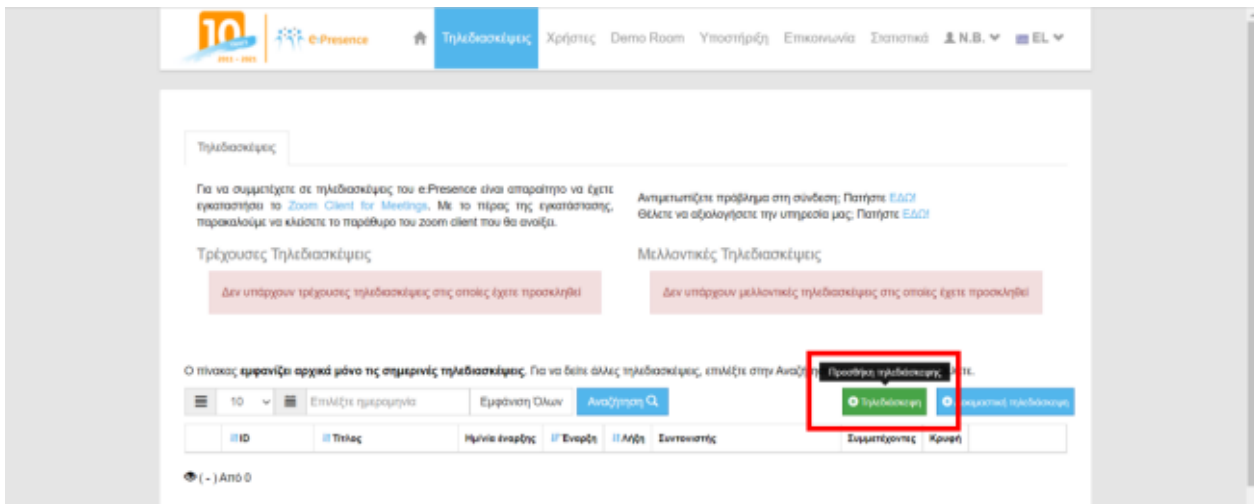 10
2011 - 2021
e:Presence
Τηλεδιασκέψεις Χρήστες Demo Room Υποστήριξη Επικοινωνία Στατιστικά N.B. EL
Τηλεδιασκέψεις
Για να συμμετέχετε σε τηλεδιασκέψεις του e:Presence είναι απαραίτητο να έχετε
εγκαταστήσει το Zoom Client for Meetings. Με το πέρας της εγκατάστασης,
παρακαλούμε να κλείσετε το παράθυρο του zoom client που θα ανοίξει.
Αντιμετωπίζετε πρόβλημα στη σύνδεση; Πατήστε ΕΔΩ!
Θέλετε να αξιολογήσετε την υπηρεσία μας; Πατήστε ΕΔΩ!
Τρέχουσες Τηλεδιασκέψεις
Δεν υπάρχουν τρέχουσες τηλεδιασκέψεις στις οποίες έχετε προσκληθεί
Μελλοντικές Τηλεδιασκέψεις
Δεν υπάρχουν μελλοντικές τηλεδιασκέψεις στις οποίες έχετε προσκληθεί
Ο πίνακας εμφανίζει αρχικά μόνο τις σημερινές τηλεδιασκέψεις. Για να δείτε άλλες τηλεδιασκέψεις, επιλέξτε στην
Προσθήκη τηλεδιάσκεψης
10 Επιλέξτε ημερομηνία Εμφάνιση Όλων Αναζήτηση Τηλεδιάσκεψη τηλεδιάσκεψη
ID Τίτλος Ημ/νία έναρξης Έναρξη Λήξη Συντονιστής Συμμετέχοντες Κρυφή
( - ) Από 0